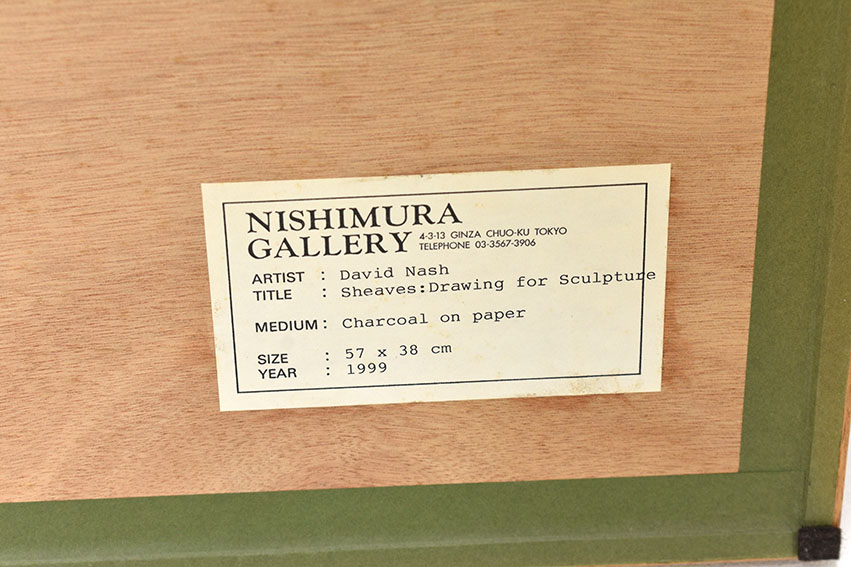 NISHIMURA
GALLERY 4-3-13 GINZA CHUO-KU TOKYO
TELEPHONE 03-3567-3906
ARTIST : David Nash
TITLE : Sheaves:Drawing for Sculpture
MEDIUM : Charcoal on paper
SIZE : 57 x 38 cm
YEAR : 1999